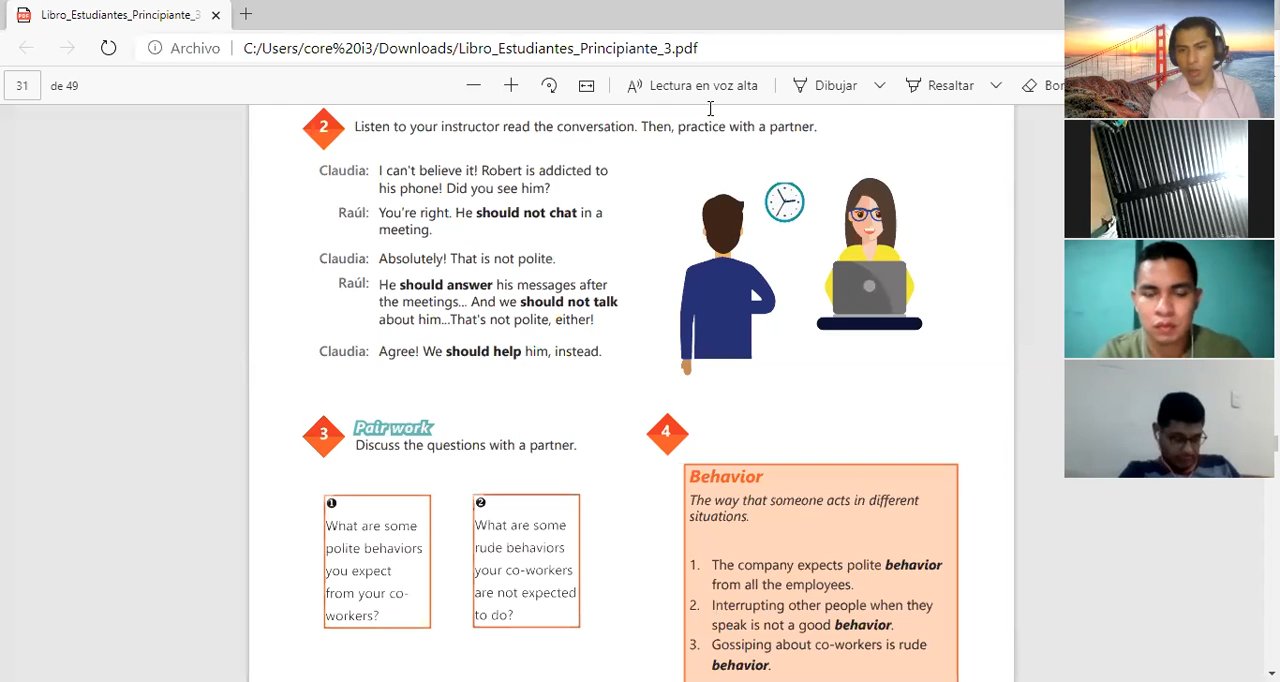 Libro_Estudiantes_Principiante_3
Archivo
C:/Users/core%20i3/Downloads/Libro_Estudiantes_Principiante_3.pdf
31
de 49
Lectura en voz alta
Dibujar
Resaltar
Bor
2
Listen to your instructor read the conversation. Then, practice with a partner.
Claudia: I can't believe it! Robert is addicted to
his phone! Did you see him?
Raúl: You're right. He should not chat in a
meeting.
Claudia: Absolutely! That is not polite.
Raúl: He should answer his messages after
the meetings... And we should not talk
about him...That's not polite, either!
Claudia: Agree! We should help him, instead.
3
Pair work
Discuss the questions with a partner.
❶
What are some
polite behaviors
you expect
from your co-
workers?
❷
What are some
rude behaviors
your co-workers
are not expected
to do?
4
Behavior
The way that someone acts in different
situations.
1. The company expects polite behavior
from all the employees.
2. Interrupting other people when they
speak is not a good behavior.
3. Gossiping about co-workers is rude
behavior.